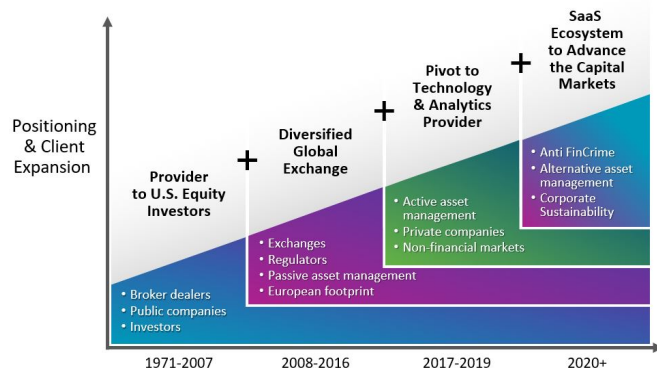 Positioning
& Client
Expansion
Provider
to U.S. Equity
Investors
• Broker dealers
• Public companies
• Investors
1971-2007
+
Diversified
Global
Exchange
• Exchanges
• Regulators
• Passive asset management
• European footprint
2008-2016
+
Pivot to
Technology
& Analytics
Provider
• Active asset
management
• Private companies
• Non-financial markets
2017-2019
+
SaaS
Ecosystem
to Advance
the Capital
Markets
• Anti FinCrime
• Alternative asset
management
• Corporate
Sustainability
2020+